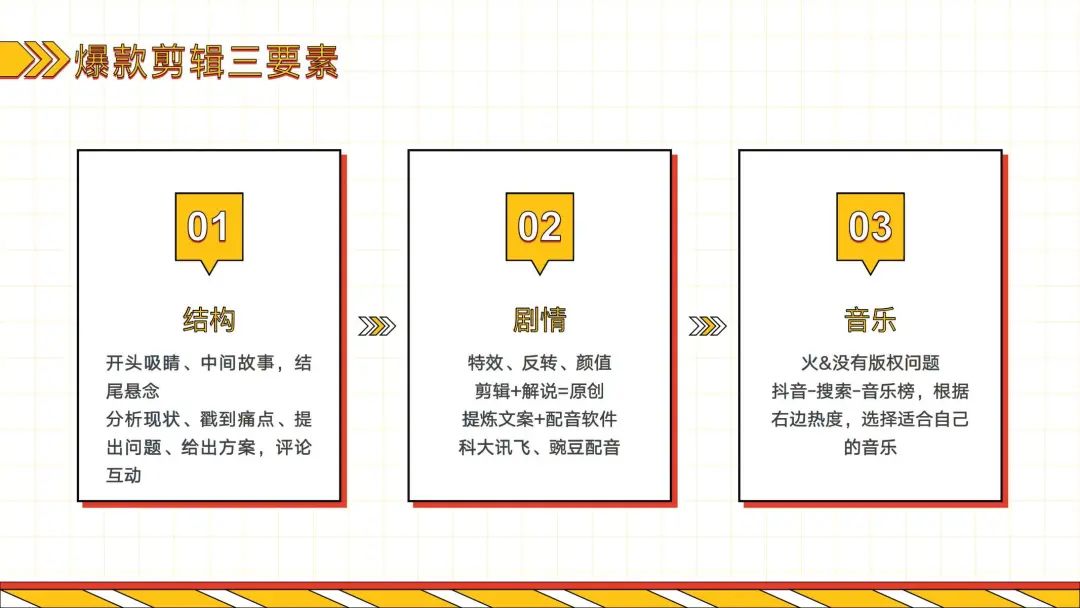 爆款剪辑三要素
01
结构
开头吸睛、中间故事，结
尾悬念
分析现状、戳到痛点、提
出问题、给出方案，评论
互动
02
剧情
特效、反转、颜值
剪辑+解说=原创
提炼文案+配音软件
科大讯飞、豌豆配音
03
音乐
火&没有版权问题
抖音-搜索-音乐榜，根据
右边热度，选择适合自己
的音乐